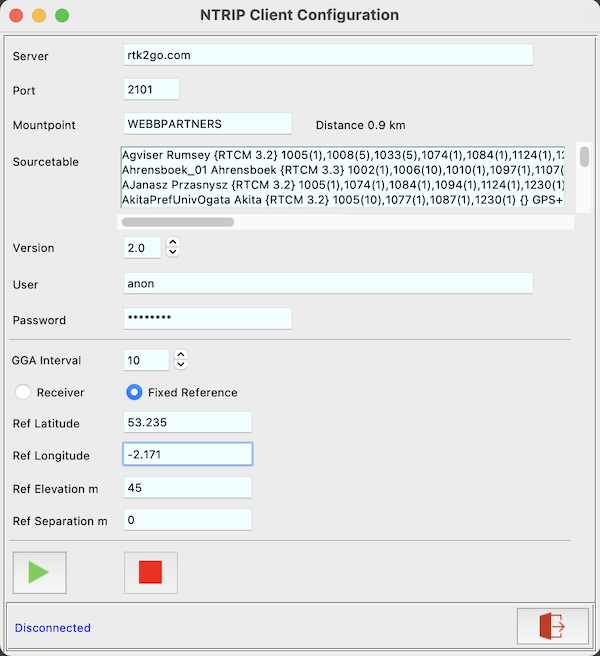 NTRIP Client Configuration
Server rtk2go.com
Port 2101
Mountpoint WEBBPARTNERS Distance 0.9 km
Sourcetable
Agviser Rumsey {RTCM 3.2} 1005(1),1008(5),1033(5),1074(1),1084(1),1124(1),12
Ahrensboek_01 Ahrensboek {RTCM 3.3} 1002(1),1006(10),1010(1),1097(1),1107(
AJanasz Przasnysz {RTCM 3.2} 1005(1),1074(1),1084(1),1094(1),1124(1),1230(1)
AkitaPrefUnivOgata Akita {RTCM 3.2} 1005(10),1077(1),1087(1),1230(1) {} GPS+
Version 2.0
User anon
Password ********
GGA Interval 10
Receiver Fixed Reference
Ref Latitude 53.235
Ref Longitude -2.171
Ref Elevation m 45
Ref Separation m 0
Disconnected